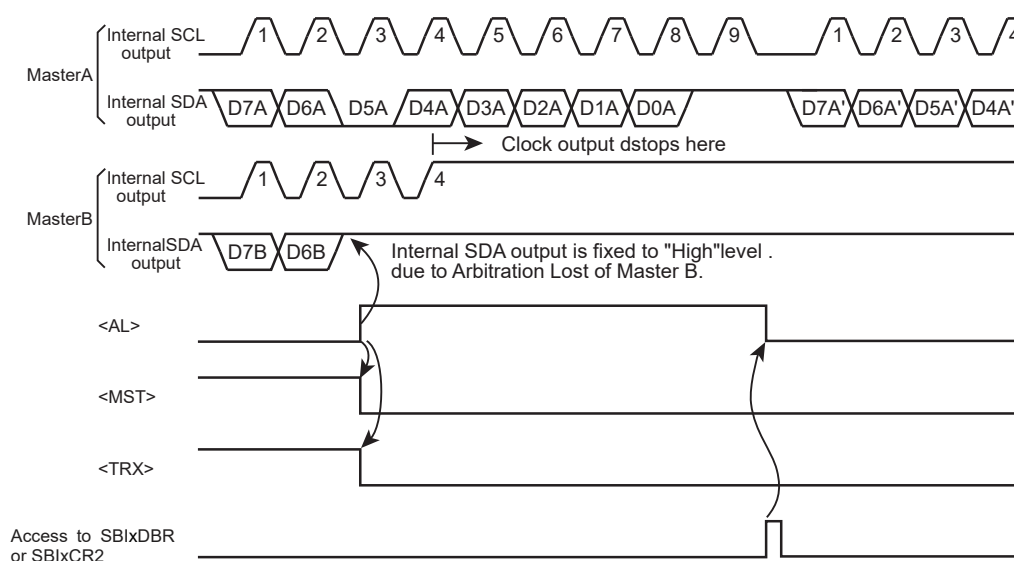 Internal SCL
output
1 2 3 4 5 6 7 8 9 1 2 3 4
MasterA
Internal SDA
output
D7A D6A D5A D4A D3A D2A D1A D0A D7A' D6A' D5A' D4A'
Clock output dstops here
Internal SCL
output
1 2 3 4
MasterB
InternalSDA
output
D7B D6B
Internal SDA output is fixed to "High"level .
due to Arbitration Lost of Master B.
<AL>
<MST>
<TRX>
Access to SBIxDBR
or SBIxCR2